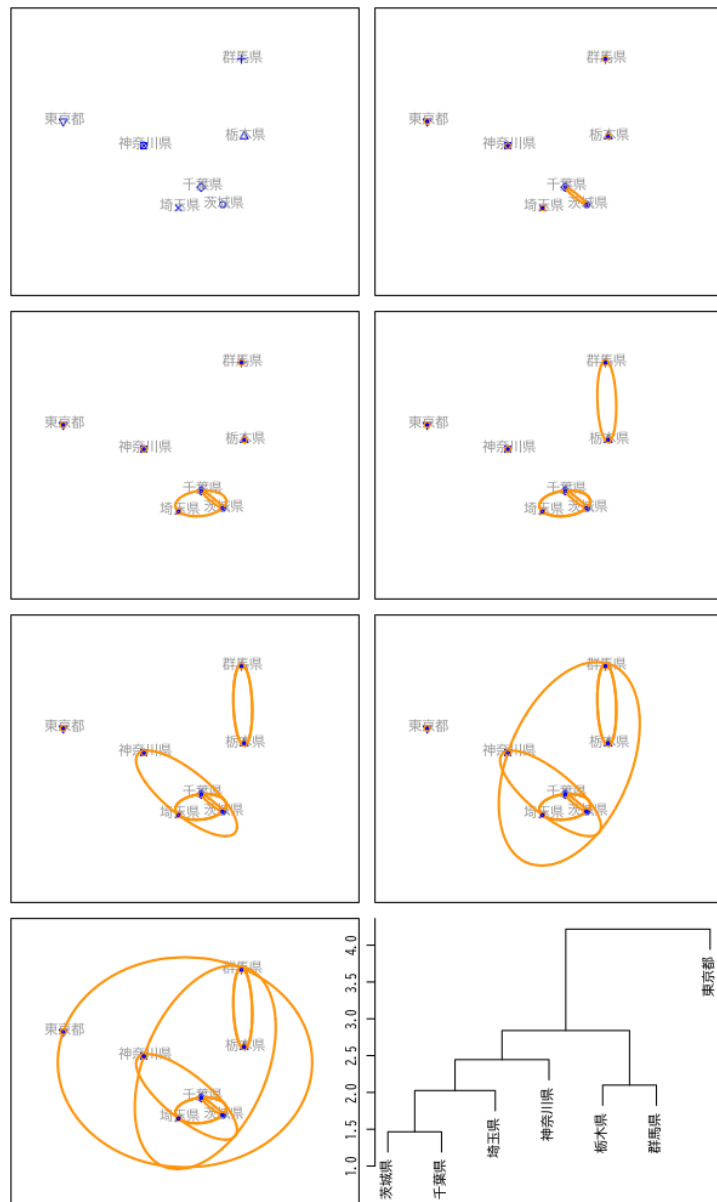 群馬県
東京都
神奈川県
栃木県
千葉県
埼玉県 茨城県
群馬県
東京都
神奈川県
栃木県
千葉県
埼玉県 茨城県
群馬県
東京都
神奈川県
栃木県
千葉県
埼玉県 茨城県
群馬県
東京都
神奈川県
栃木県
千葉県
埼玉県 茨城県
群馬県
東京都
神奈川県
栃木県
千葉県
埼玉県 茨城県
群馬県
東京都
神奈川県
栃木県
千葉県
埼玉県 茨城県
群馬県
東京都
神奈川県
栃木県
千葉県
埼玉県 茨城県
1.0 1.5 2.0 2.5 3.0 3.5 4.0
茨城県
千葉県
埼玉県
神奈川県
栃木県
群馬県
東京都